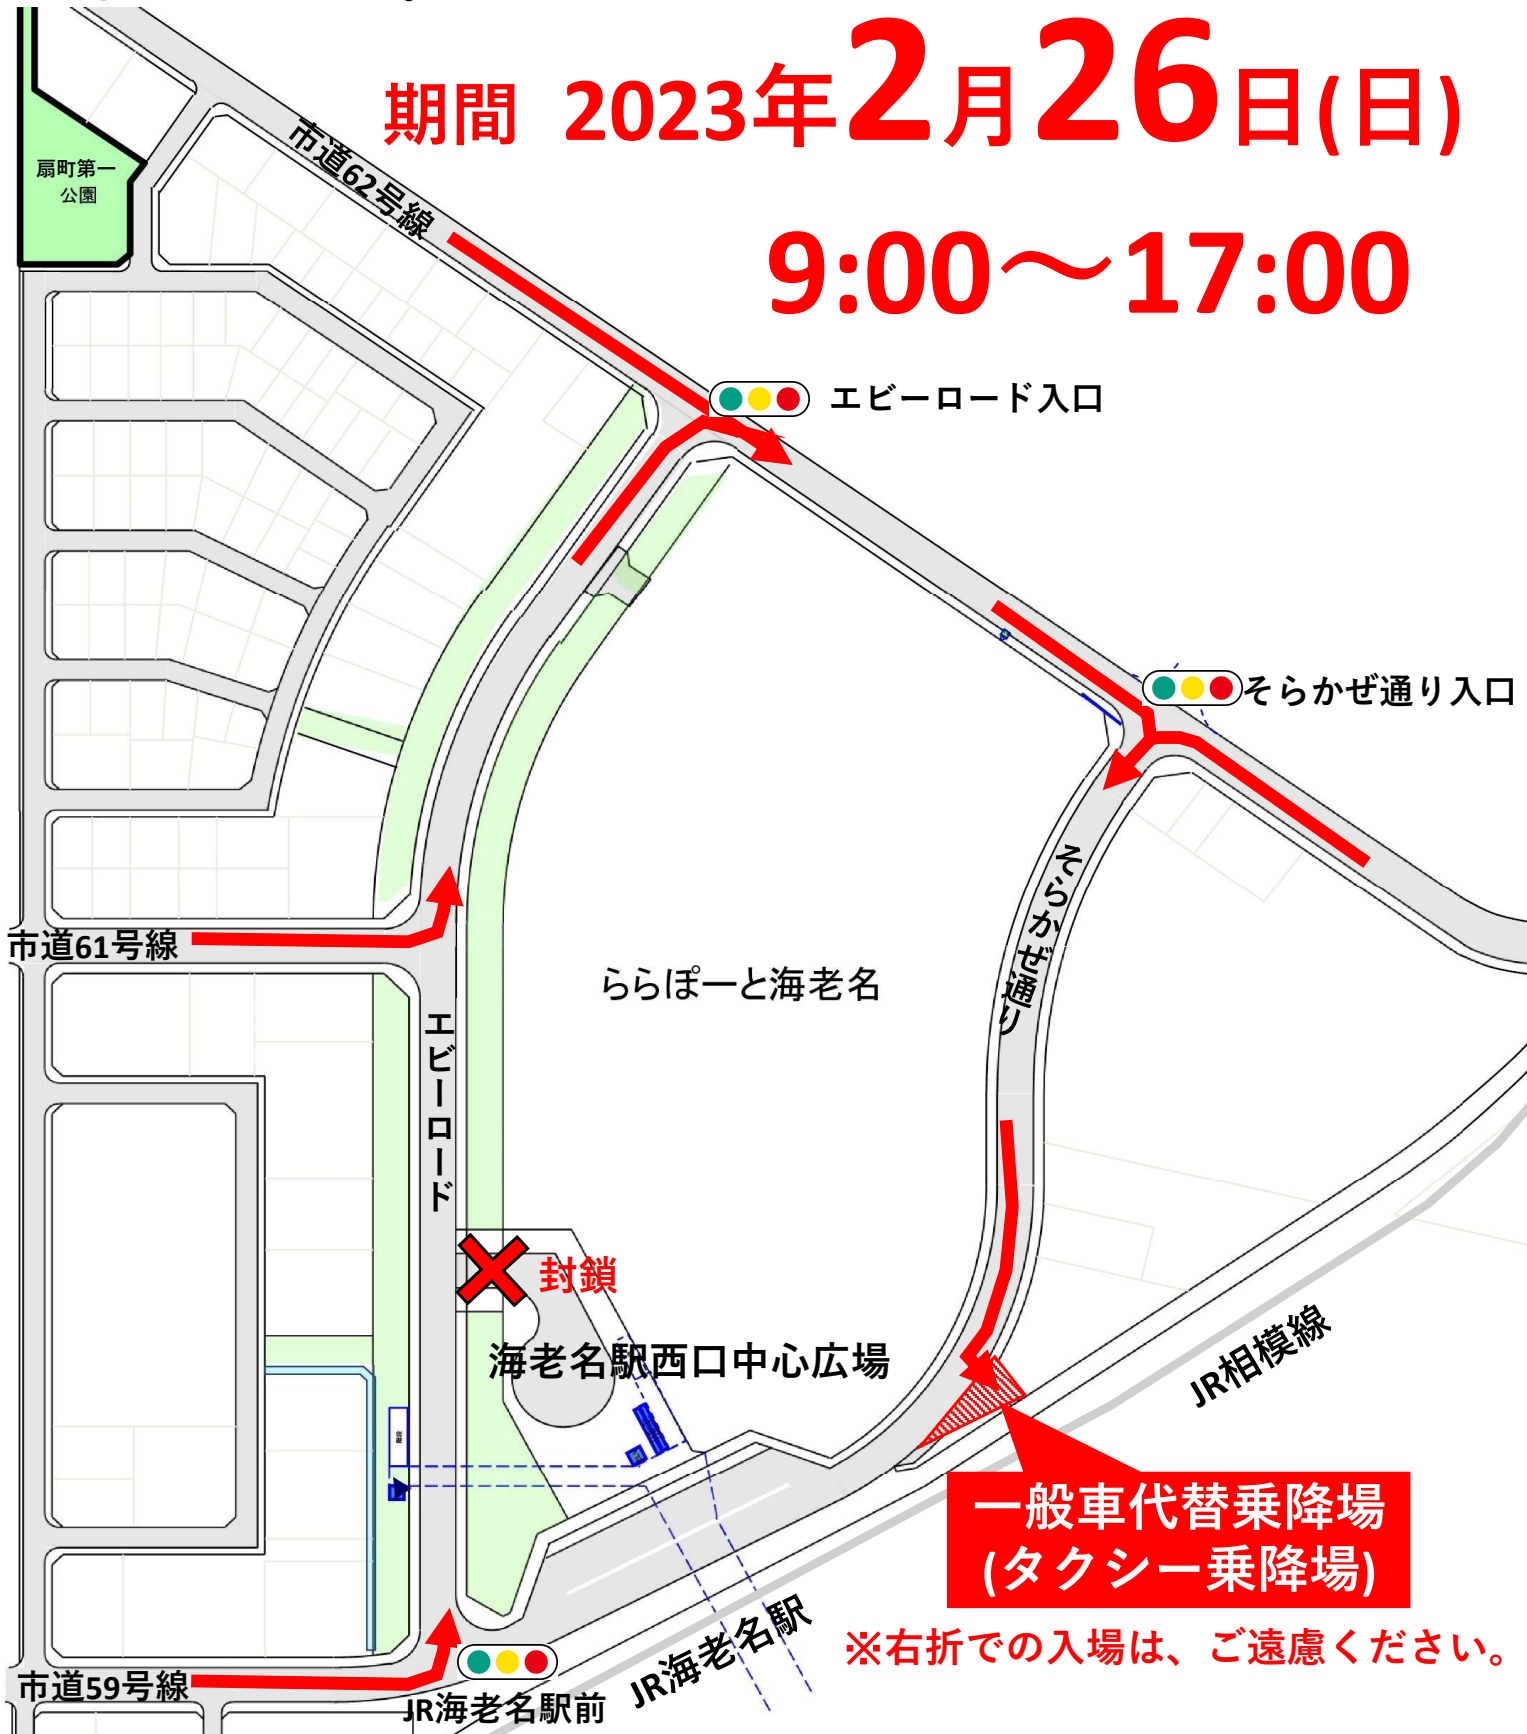 期間 2023年2月26日(日)
9:00～17:00
扇町第一
公園
市道62号線
エビーロード入口
そらかぜ通り入口
そらかぜ通り
市道61号線
ららぽーと海老名
エビーロード
封鎖
海老名駅西口中心広場
JR相模線
一般車代替乗降場
(タクシー乗降場)
※右折での入場は、ご遠慮ください。
JR海老名駅
市道59号線
JR海老名駅前